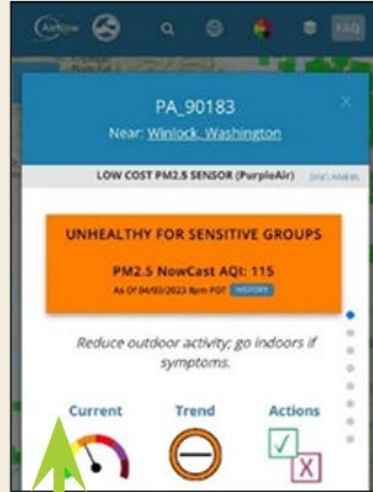 AirNow
FAQ
PA_90183
X
Near: Winlock, Washington
LOW COST PM2.5 SENSOR (PurpleAir) DISCLAIMERS
UNHEALTHY FOR SENSITIVE GROUPS
PM2.5 NowCast AQI: 115
As Of 04/03/2023 8pm PDT HISTORY
Reduce outdoor activity; go indoors if
symptoms.
Current Trend Actions
X